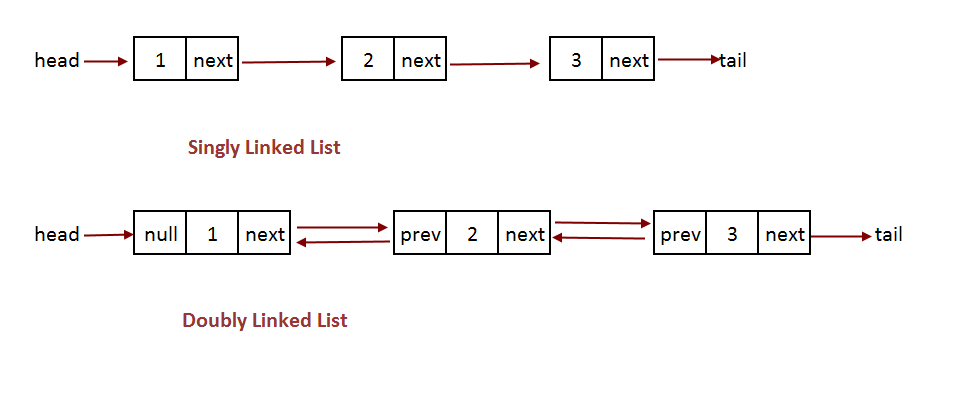 head 1 next 2 next 3 next tail
Singly Linked List
head null 1 next prev 2 next prev 3 next tail
Doubly Linked List